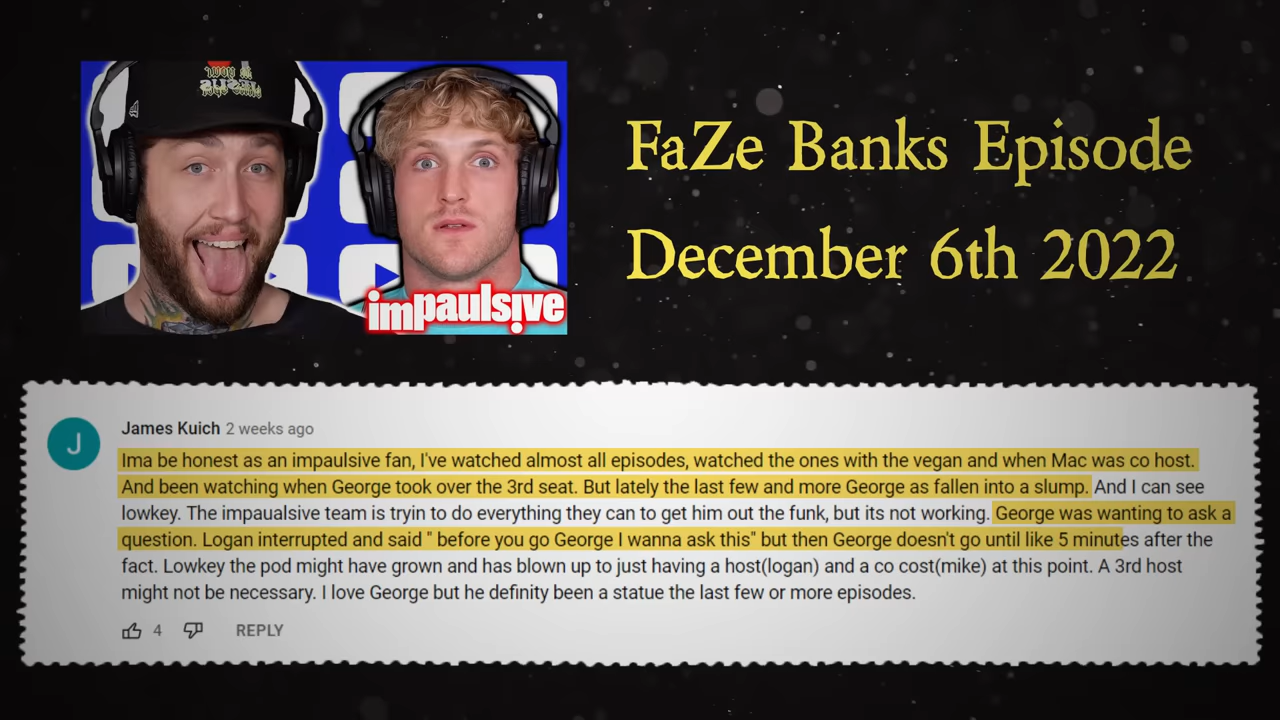 FaZe Banks Episode
December 6th 2022
impaulsive
James Kuich 2 weeks ago
Ima be honest as an impaulsive fan, I've watched almost all episodes, watched the ones with the vegan and when Mac was co host.
And been watching when George took over the 3rd seat. But lately the last few and more George as fallen into a slump. And I can see
lowkey. The impaualsive team is tryin to do everything they can to get him out the funk, but its not working. George was wanting to ask a
question. Logan interrupted and said " before you go George I wanna ask this" but then George doesn't go until like 5 minutes after the
fact. Lowkey the pod might have grown and has blown up to just having a host(logan) and a co cost(mike) at this point. A 3rd host
might not be necessary. I love George but he definity been a statue the last few or more episodes.
J
4 REPLY